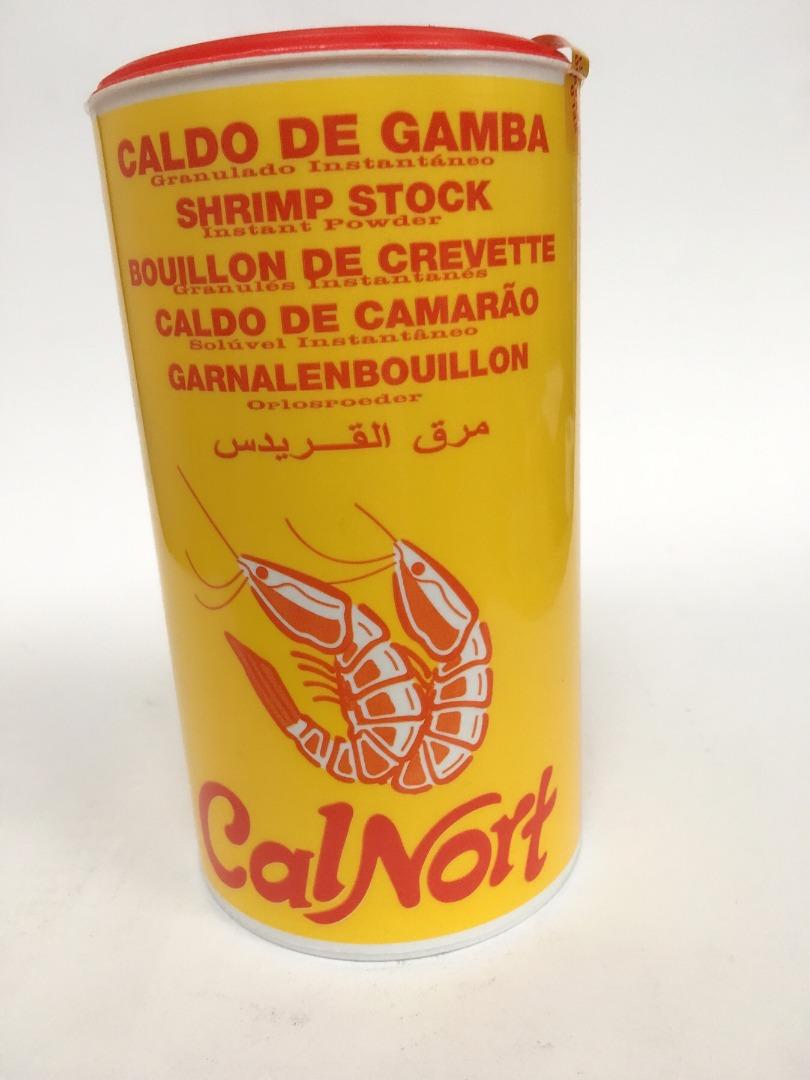 CALDO DE GAMBA
Granulado Instantáneo
SHRIMP STOCK
Instant Powder
BOUILLON DE CREVETTE
Granulés Instantanés
CALDO DE CAMARÃO
Solúvel Instantâneo
GARNALENBOUILLON
Oplospoeder
مرق القريدس
CalNort